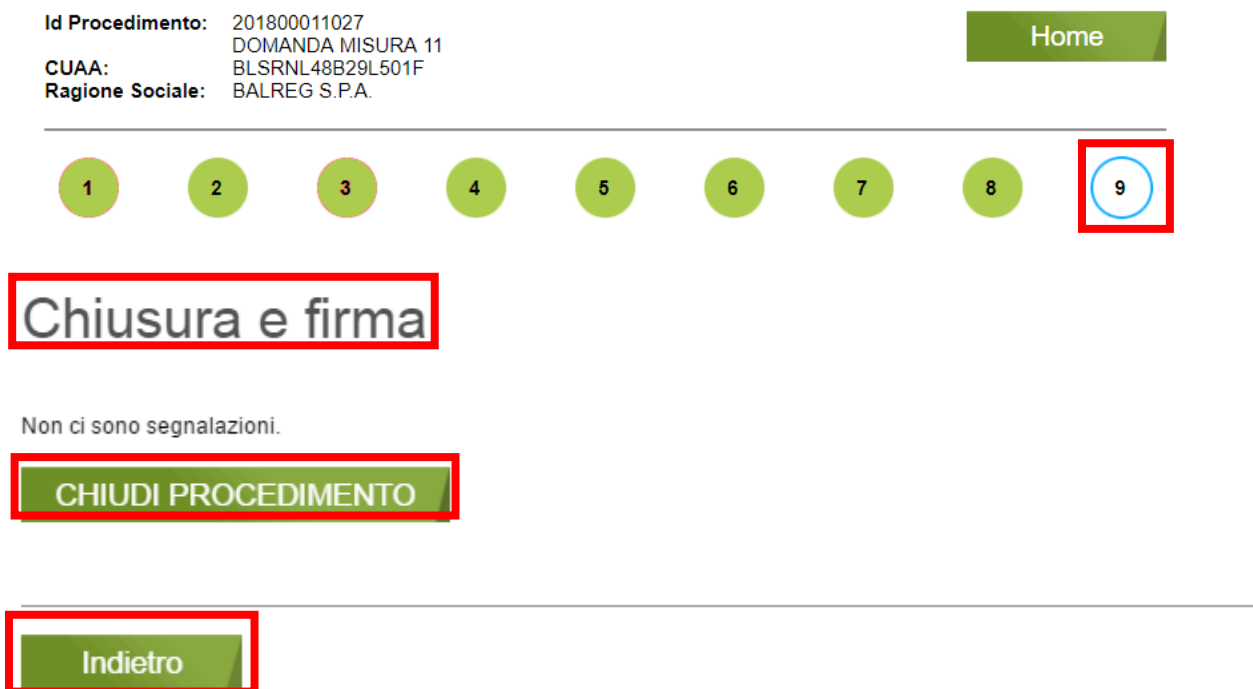 Id Procedimento: 201800011027
DOMANDA MISURA 11
CUAA: BLSRNL48B29L501F
Ragione Sociale: BALREG S.P.A.
Home
1 2 3 4 5 6 7 8 9
Chiusura e firma
Non ci sono segnalazioni.
CHIUDI PROCEDIMENTO
Indietro